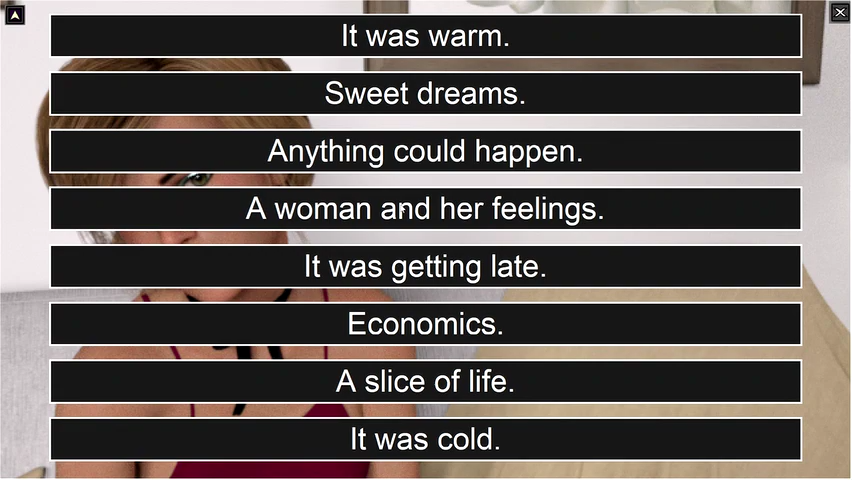 It was warm.
Sweet dreams.
Anything could happen.
A woman and her feelings.
It was getting late.
Economics.
A slice of life.
It was cold.